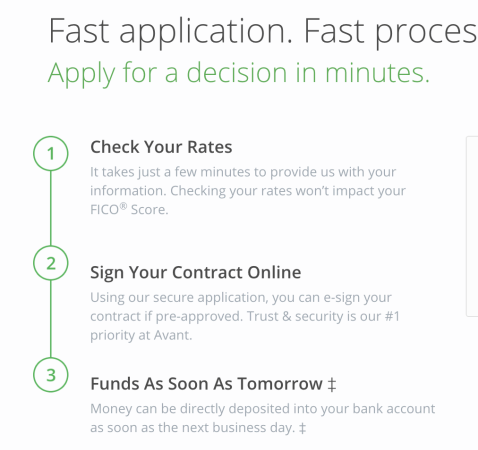 Fast application. Fast proces
Apply for a decision in minutes.
1
Check Your Rates
It takes just a few minutes to provide us with your
information. Checking your rates won’t impact your
FICO® Score.
2
Sign Your Contract Online
Using our secure application, you can e-sign your
contract if pre-approved. Trust & security is our #1
priority at Avant.
3
Funds As Soon As Tomorrow ‡
Money can be directly deposited into your bank account
as soon as the next business day. ‡